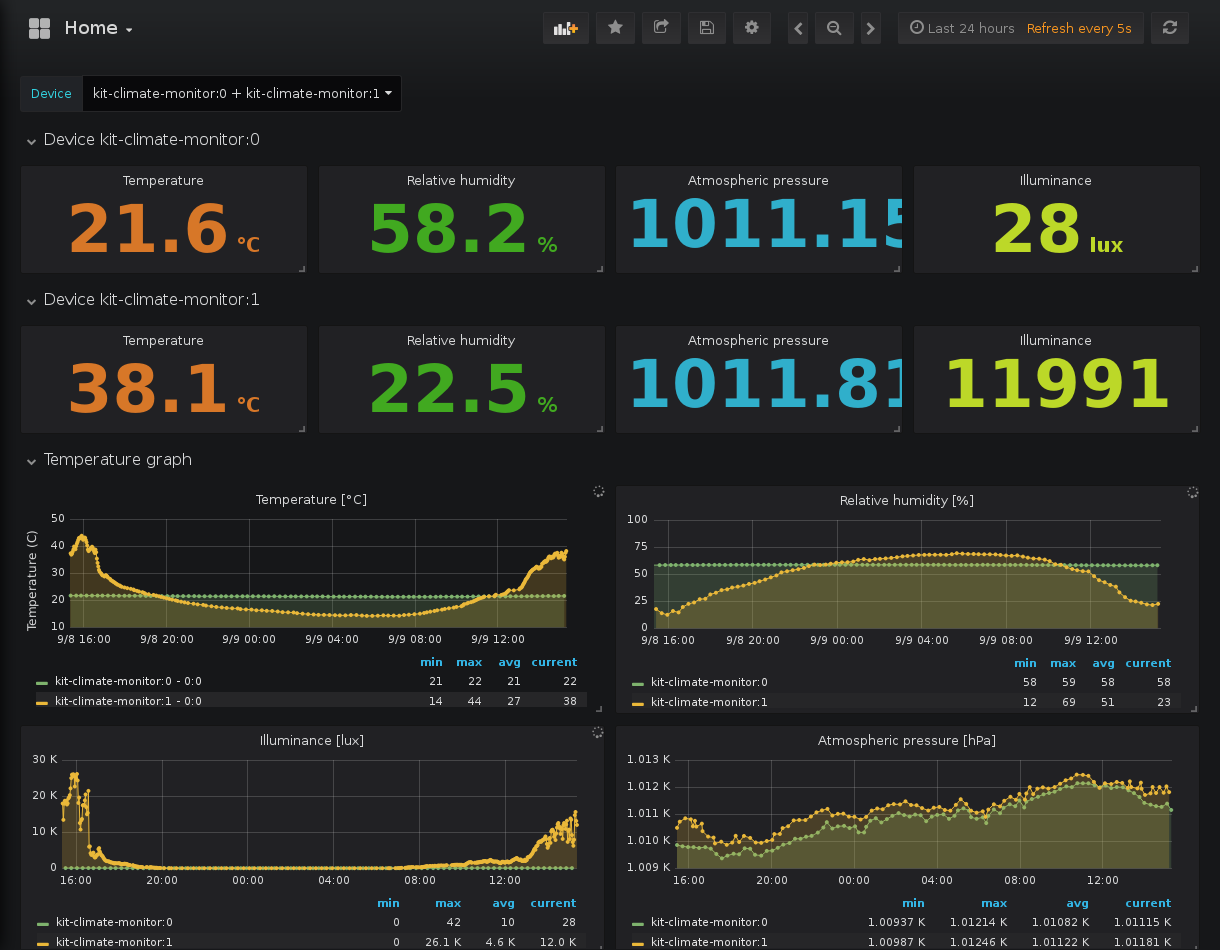 Home
Last 24 hours Refresh every 5s
Device kit-climate-monitor:0 + kit-climate-monitor:1
Device kit-climate-monitor:0
Temperature
21.6 °C
Relative humidity
58.2 %
Atmospheric pressure
1011.15
Illuminance
28 lux
Device kit-climate-monitor:1
Temperature
38.1 °C
Relative humidity
22.5 %
Atmospheric pressure
1011.81
Illuminance
11991
Temperature graph
Temperature [°C]
Temperature (C)
50
40
30
20
10
9/8 16:00 9/8 20:00 9/9 00:00 9/9 04:00 9/9 08:00 9/9 12:00
min max avg current
kit-climate-monitor:0 - 0:0 21 22 21 22
kit-climate-monitor:1 - 0:0 14 44 27 38
Relative humidity [%]
100
75
50
25
0
9/8 16:00 9/8 20:00 9/9 00:00 9/9 04:00 9/9 08:00 9/9 12:00
min max avg current
kit-climate-monitor:0 58 59 58 58
kit-climate-monitor:1 12 69 51 23
Illuminance [lux]
30 K
20 K
10 K
0
16:00 20:00 00:00 04:00 08:00 12:00
min max avg current
kit-climate-monitor:0 0 42 10 28
kit-climate-monitor:1 0 26.1 K 4.6 K 12.0 K
Atmospheric pressure [hPa]
1.013 K
1.012 K
1.011 K
1.010 K
1.009 K
16:00 20:00 00:00 04:00 08:00 12:00
min max avg current
kit-climate-monitor:0 1.00937 K 1.01214 K 1.01082 K 1.01115 K
kit-climate-monitor:1 1.00987 K 1.01246 K 1.01122 K 1.01181 K